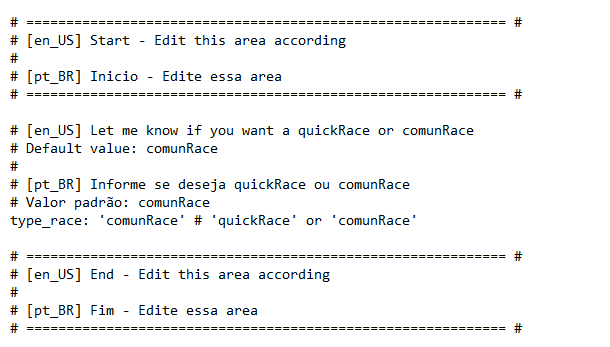 # ============================================================ #
# [en_US] Start - Edit this area according
#
# [pt_BR] Inicio - Edite essa area
# ============================================================ #
# [en_US] Let me know if you want a quickRace or comunRace
# Default value: comunRace
#
# [pt_BR] Informe se deseja quickRace ou comunRace
# Valor padrão: comunRace
type_race: 'comunRace' # 'quickRace' or 'comunRace'
# ============================================================ #
# [en_US] End - Edit this area according
#
# [pt_BR] Fim - Edite essa area
# ============================================================ #